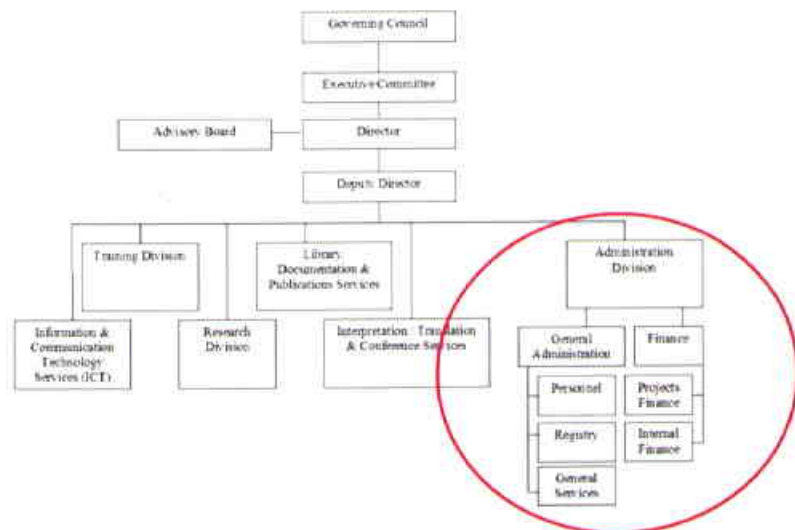 Governing Council
Executive Committee
Advisory Board
Director
Deputy Director
Training Division
Library
Documentation &
Publications Services
Administration
Division
Information &
Communication
Technology
Services (ICT)
Research
Division
Interpretation Translation
& Conference Services
General
Administration
Finance
Personnel
Projects
Finance
Registry
Internal
Finance
General
Services